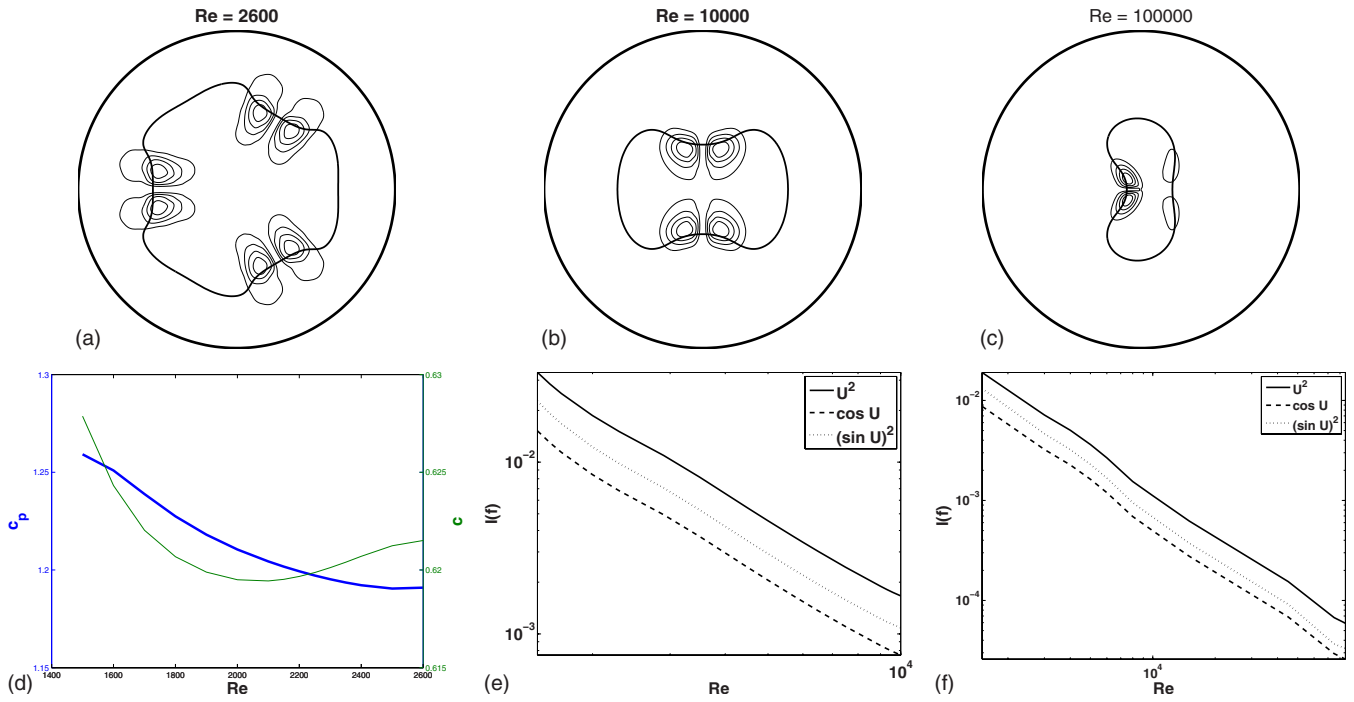 Re = 2600
Re = 10000
Re = 100000
(a)
(b)
(c)
1.3
1.25
1.2
1.15
c_p
0.63
0.625
0.62
0.615
c
1400
1600
1800
2000
2200
2400
2600
Re
(d)
U^2
cos U
(sin U)^2
10^-2
10^-3
I(f)
10^4
Re
(e)
U^2
cos U
(sin U)^2
10^-2
10^-3
10^-4
I(f)
10^4
Re
(f)